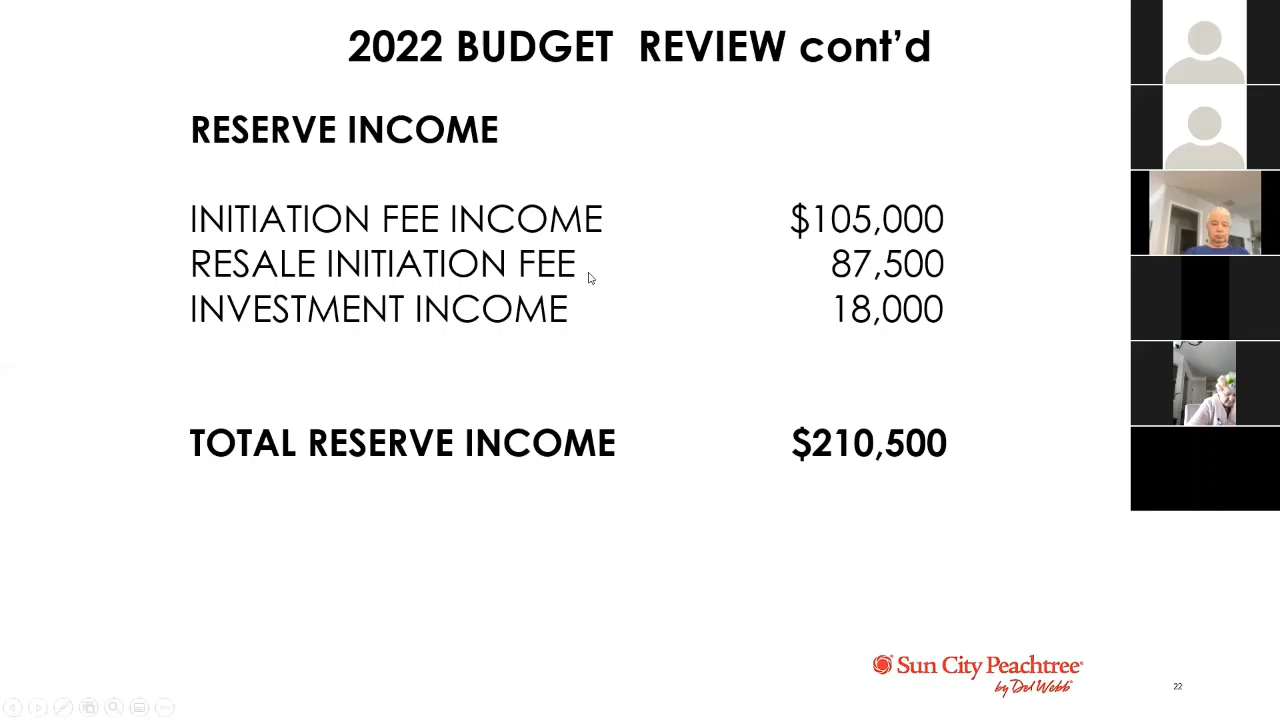 2022 BUDGET REVIEW cont’d
RESERVE INCOME
INITIATION FEE INCOME $105,000
RESALE INITIATION FEE 87,500
INVESTMENT INCOME 18,000
TOTAL RESERVE INCOME $210,500
Sun City Peachtree®
by Del Webb®
22